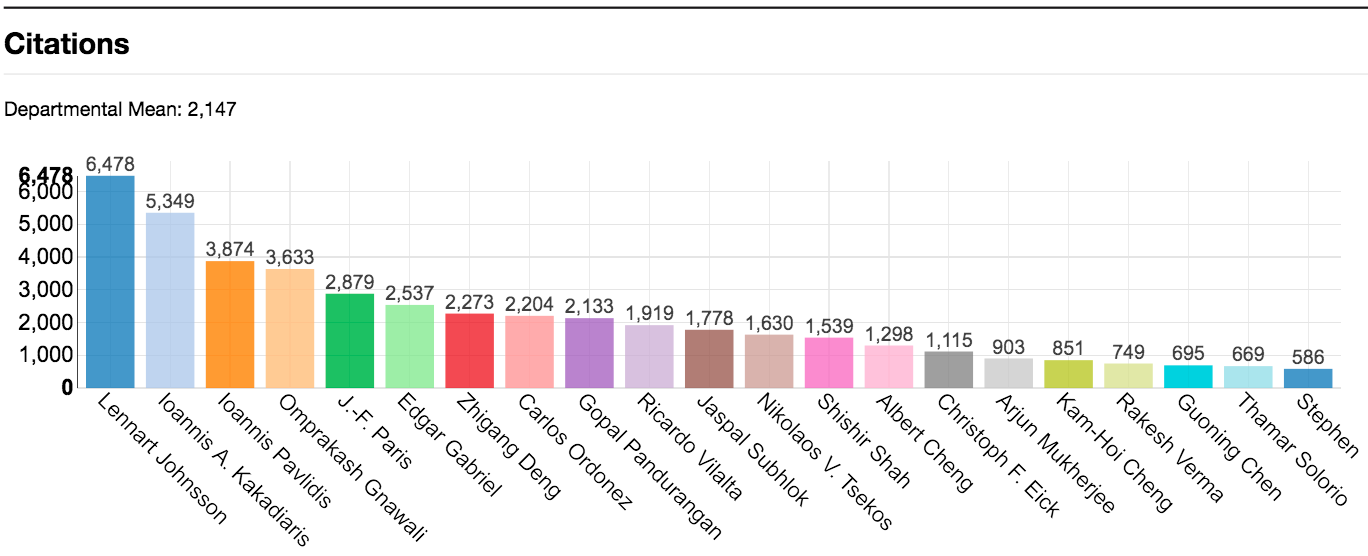 Citations
Departmental Mean: 2,147
6,478
6,000
5,000
4,000
3,000
2,000
1,000
0
6,478
5,349
3,874
3,633
2,879
2,537
2,273
2,204
2,133
1,919
1,778
1,630
1,539
1,298
1,115
903
851
749
695
669
586
Lennart Johnsson
Ioannis A. Kakadiaris
Ioannis Pavlidis
Omprakash Gnawali
J.-F. Paris
Edgar Gabriel
Zhigang Deng
Carlos Ordonez
Gopal Pandurangan
Ricardo Vilalta
Jaspal Subhlok
Nikolaos V. Tsekos
Shishir Shah
Albert Cheng
Christoph F. Eick
Arjun Mukherjee
Kam-Hoi Cheng
Rakesh Verma
Guoning Chen
Thamar Solorio
Stephen